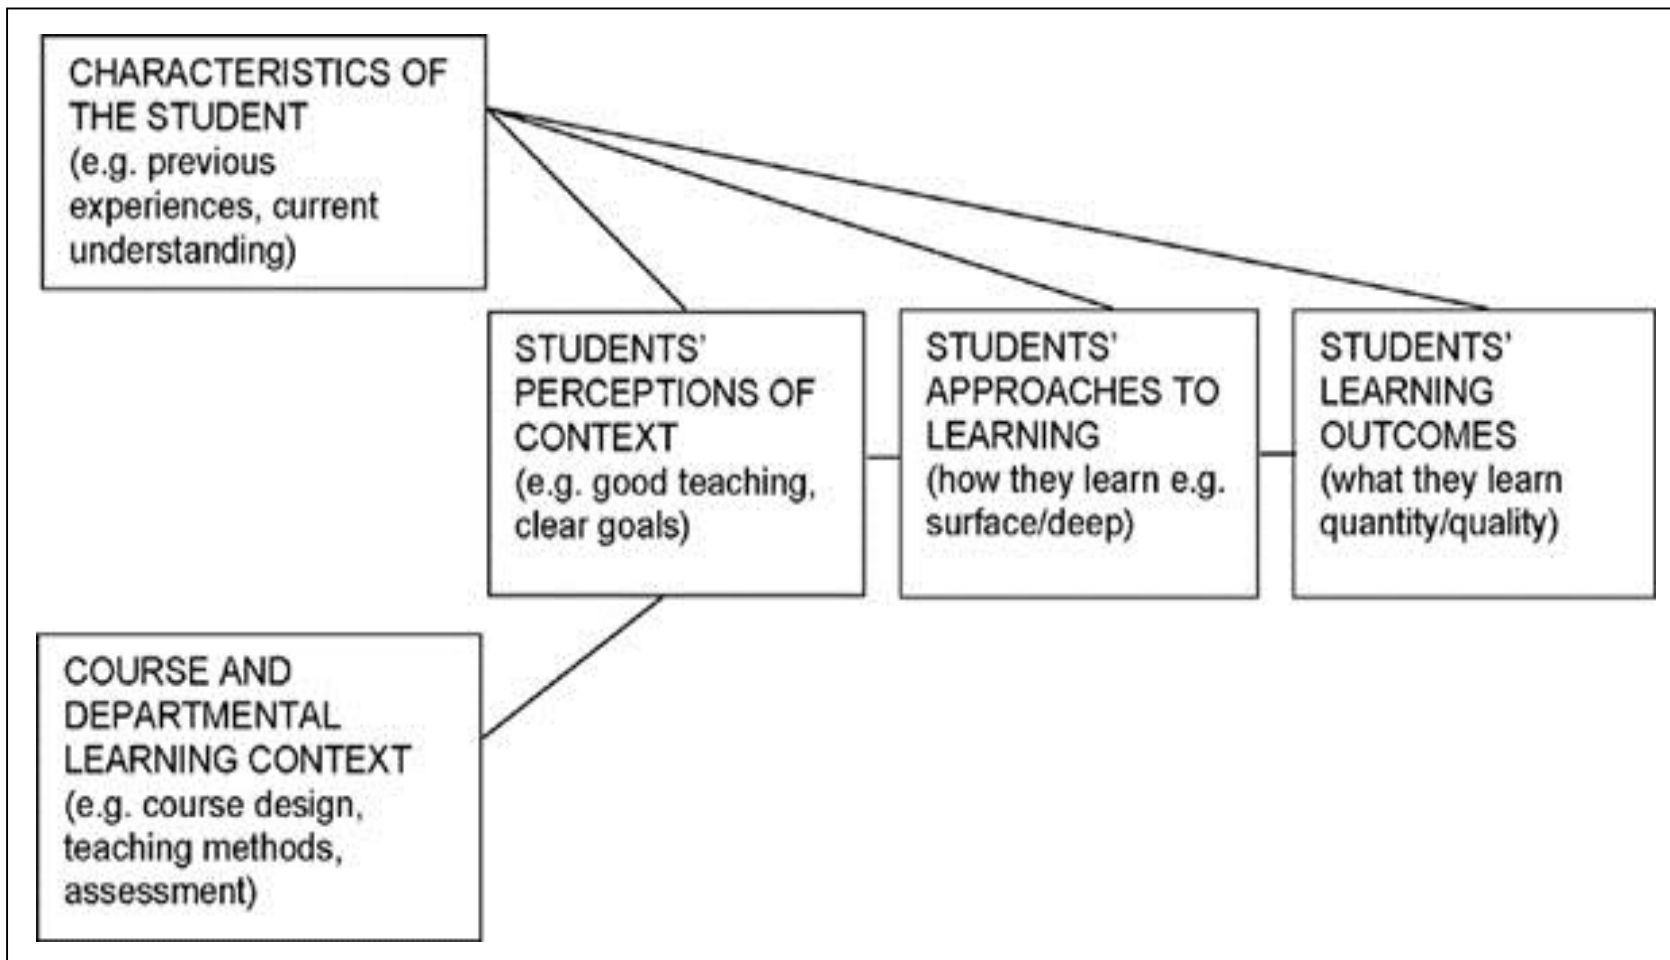 CHARACTERISTICS OF
THE STUDENT
(e.g. previous
experiences, current
understanding)
STUDENTS'
PERCEPTIONS OF
CONTEXT
(e.g. good teaching,
clear goals)
STUDENTS'
APPROACHES TO
LEARNING
(how they learn e.g.
surface/deep)
STUDENTS'
LEARNING
OUTCOMES
(what they learn
quantity/quality)
COURSE AND
DEPARTMENTAL
LEARNING CONTEXT
(e.g. course design,
teaching methods,
assessment)